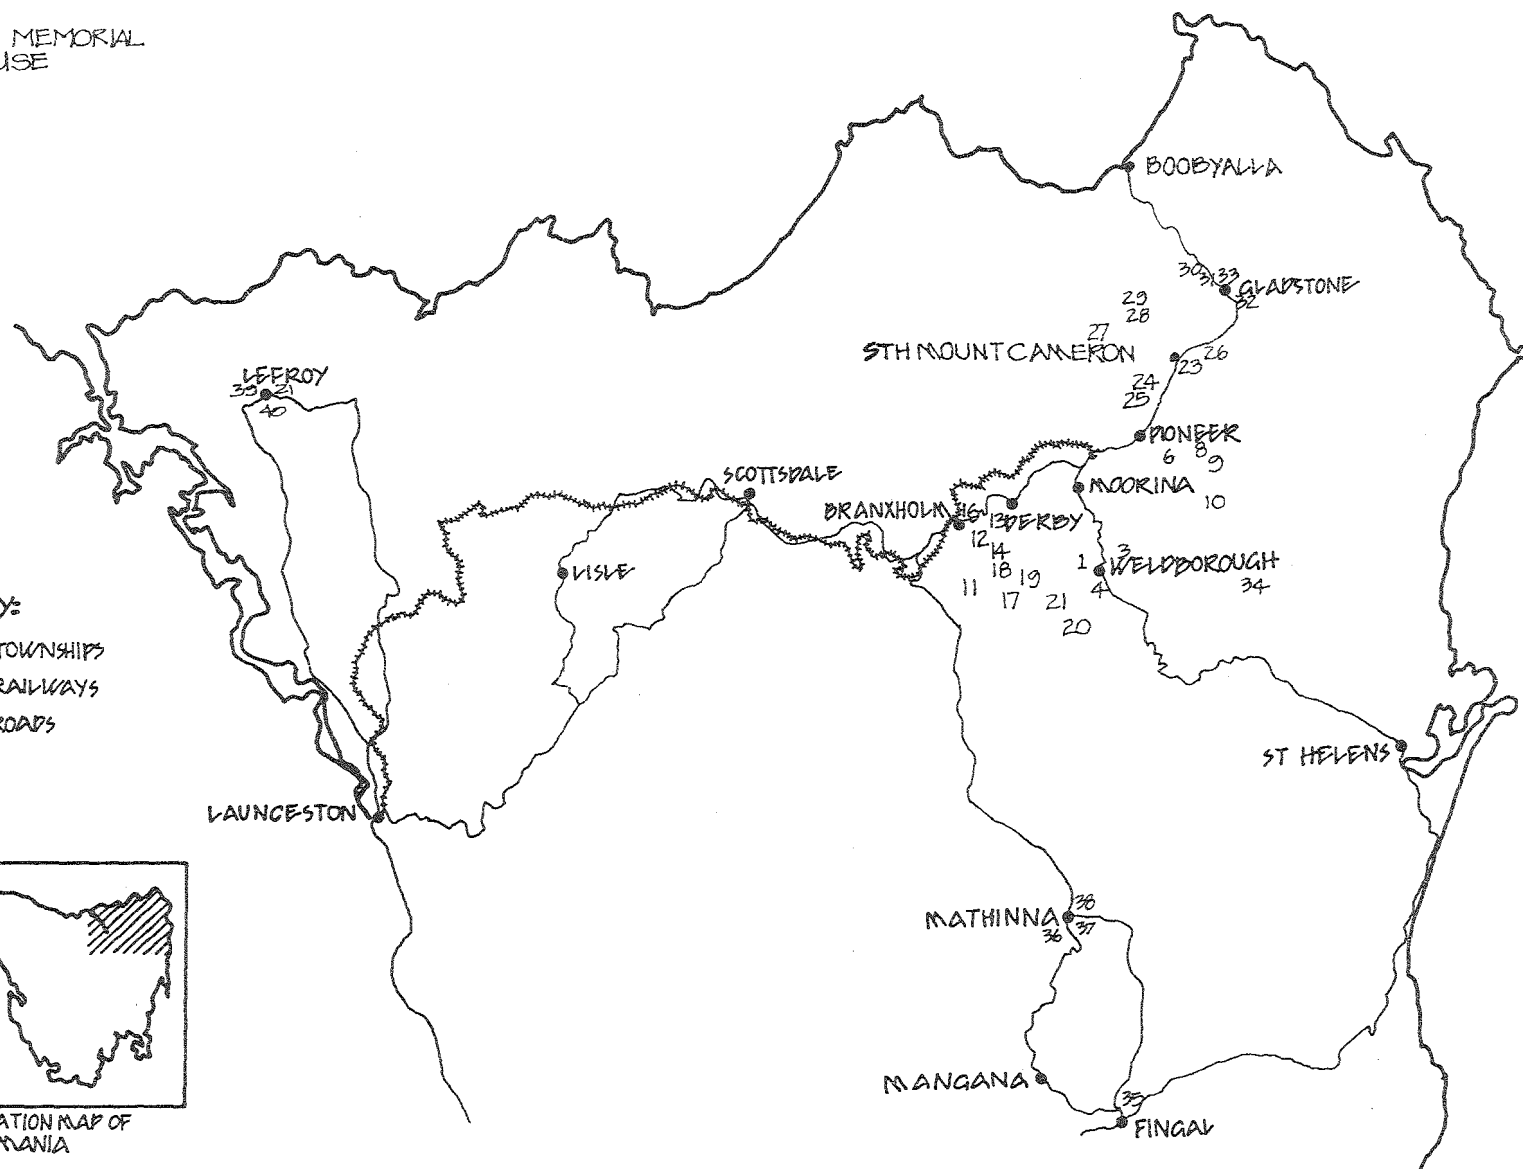 MEMORIAL
USE
BOOBYALLA
30 31 33
GLADSTONE
32
29
28
27
STH MOUNT CAMERON
26
23
24
25
LEFROY
39 21
40
PIONEER
6 8 9
SCOTTSDALE
MOORINA
10
BRANXHOLM 16
13 DERBY
12
14
18
19
11
17
21
20
3
1 WELDBOROUGH
4
34
LISLE
Y:
TOWNSHIPS
RAILWAYS
ROADS
ST HELENS
LAUNCESTON
38
MATHINNA
36 37
MANGANA
35
FINGAL
ATION MAP OF
MANIA